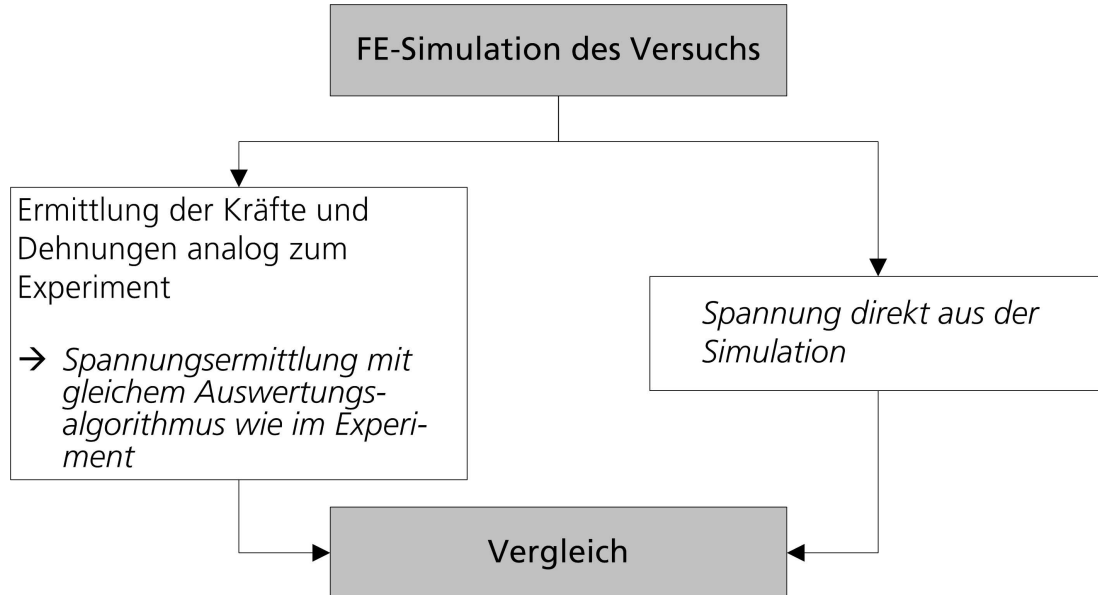 FE-Simulation des Versuchs
Ermittlung der Kräfte und
Dehnungen analog zum
Experiment
→ Spannungsermittlung mit
gleichem Auswertungs-
algorithmus wie im Experi-
ment
Spannung direkt aus der
Simulation
Vergleich